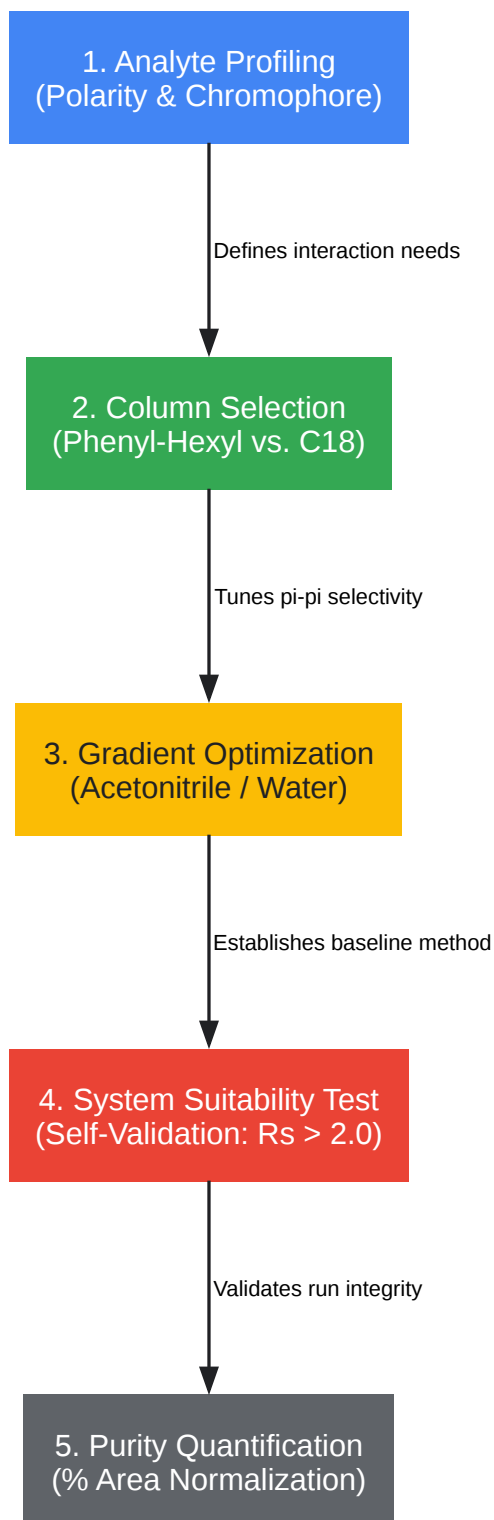 1. Analyte Profiling
(Polarity & Chromophore)
Defines interaction needs
2. Column Selection
(Phenyl-Hexyl vs. C18)
Tunes pi-pi selectivity
3. Gradient Optimization
(Acetonitrile / Water)
Establishes baseline method
4. System Suitability Test
(Self-Validation: Rs > 2.0)
Validates run integrity
5. Purity Quantification
(% Area Normalization)